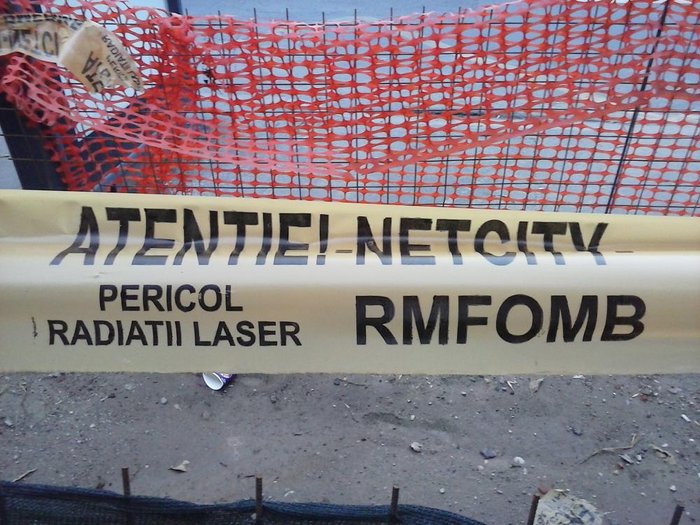 ATENTIE! - NETCITY -
PERICOL
RADIATII LASER
RMFOMB